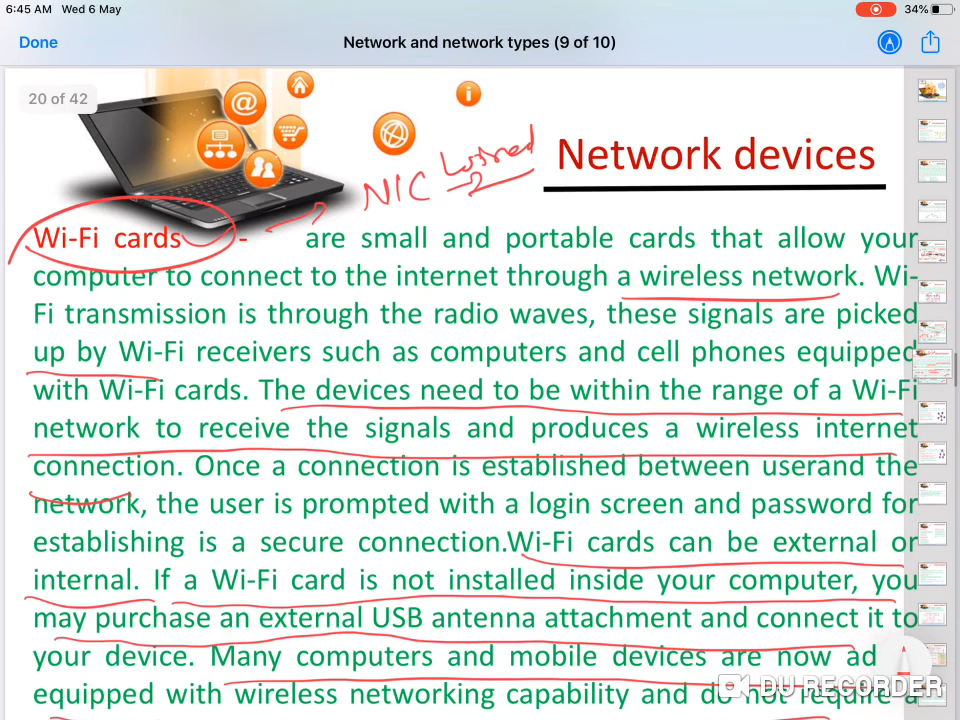 6:45 AM Wed 6 May
34%
Done
Network and network types (9 of 10)
20 of 42
@
i
NIC
Network devices
Wi-Fi cards - are small and portable cards that allow your
computer to connect to the internet through a wireless network. Wi-
Fi transmission is through the radio waves, these signals are picked
up by Wi-Fi receivers such as computers and cell phones equipped
with Wi-Fi cards. The devices need to be within the range of a Wi-Fi
network to receive the signals and produces a wireless internet
connection. Once a connection is established between userand the
network, the user is prompted with a login screen and password for
establishing is a secure connection.Wi-Fi cards can be external or
internal. If a Wi-Fi card is not installed inside your computer, you
may purchase an external USB antenna attachment and connect it to
your device. Many computers and mobile devices are now ad
equipped with wireless networking capability and do not require a
DU RECORDER